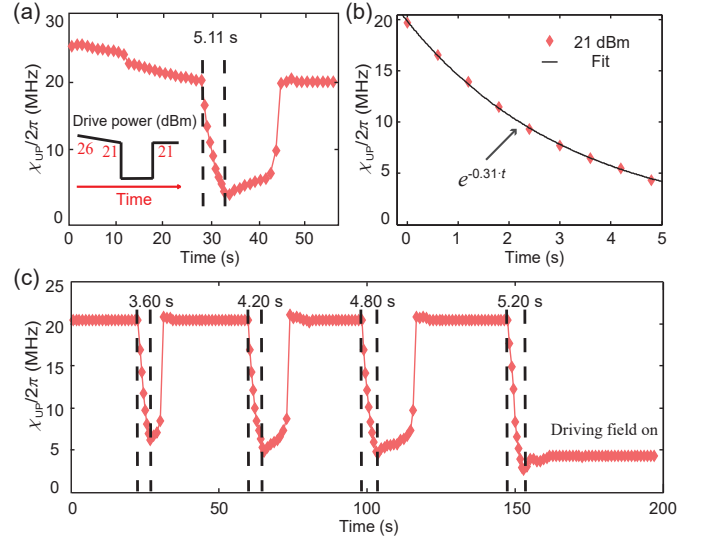 (a)
30
20
10
0
χUP/2π (MHz)
5.11 s
Drive power (dBm)
26
21
21
Time
0
10
20
30
40
50
Time (s)
(b)
20
15
10
5
0
χUP/2π (MHz)
21 dBm
Fit
e-0.31·t
0
1
2
3
4
5
Time (s)
(c)
25
20
15
10
5
0
χUP/2π (MHz)
3.60 s
4.20 s
4.80 s
5.20 s
Driving field on
0
50
100
150
200
Time (s)